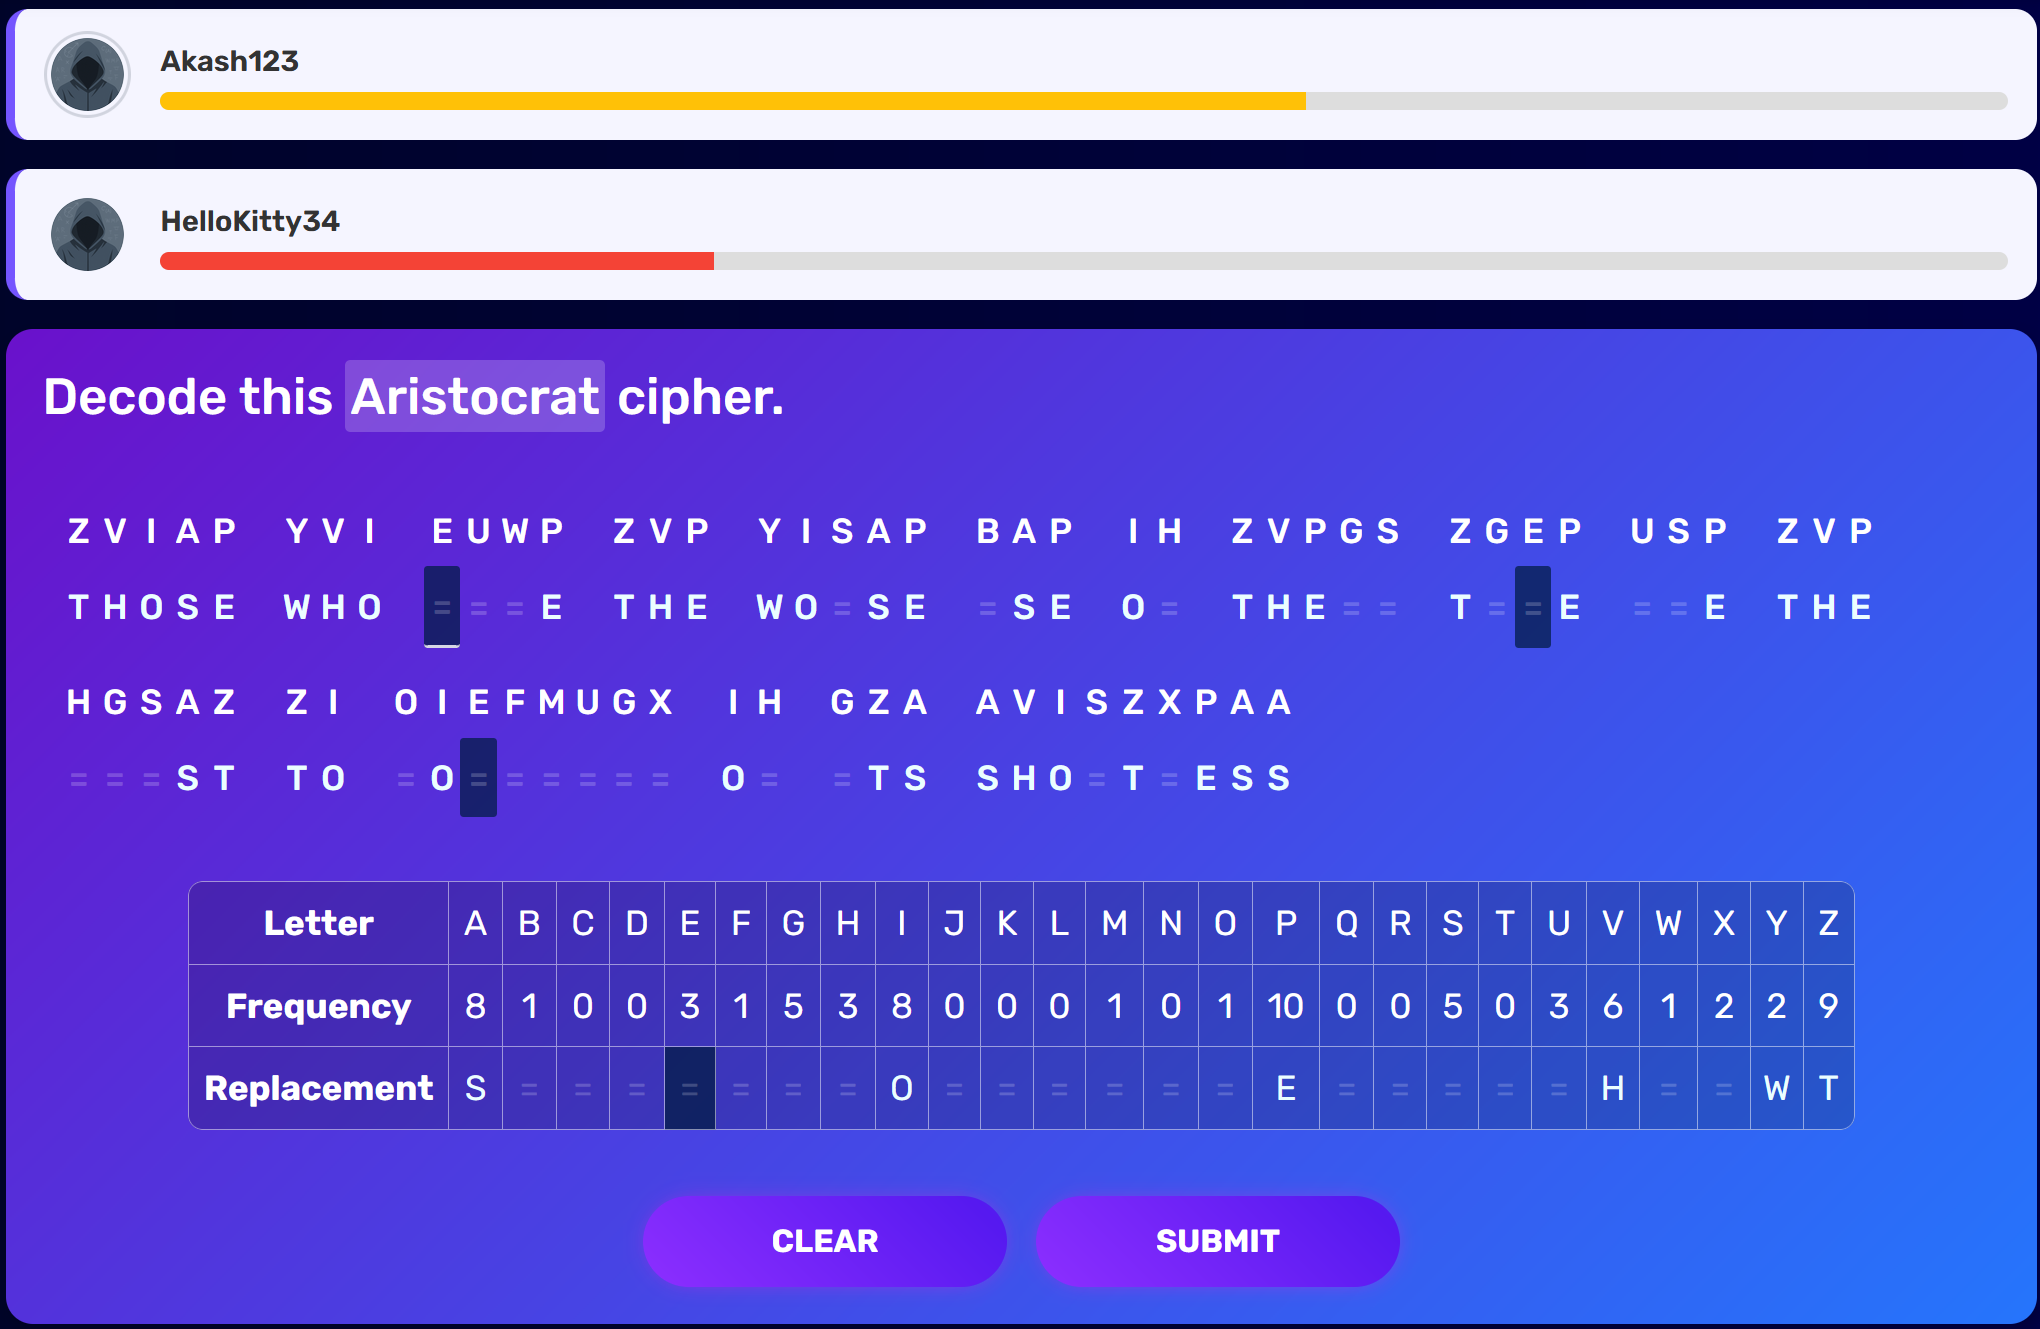 Akash123
HelloKitty34
Decode this Aristocrat cipher.
ZVIAP YVI EUWP ZVP YISAP BAP IH ZVPGS ZGEP USP ZVP
THOSE WHO ===E THE WO=SE =SE O= THE== T==E ==E THE
HGSAZ ZI OIEFMUGX IH GZA AVISZXPAA
===ST TO =O====== O= =TS SHO=T=ESS
Letter A B C D E F G H I J K L M N O P Q R S T U V W X Y Z
Frequency 8 1 0 0 3 1 5 3 8 0 0 0 1 0 1 10 0 0 5 0 3 6 1 2 2 9
Replacement S = = = = = = = O = = = = = = E = = = = = H = = W T
CLEAR SUBMIT